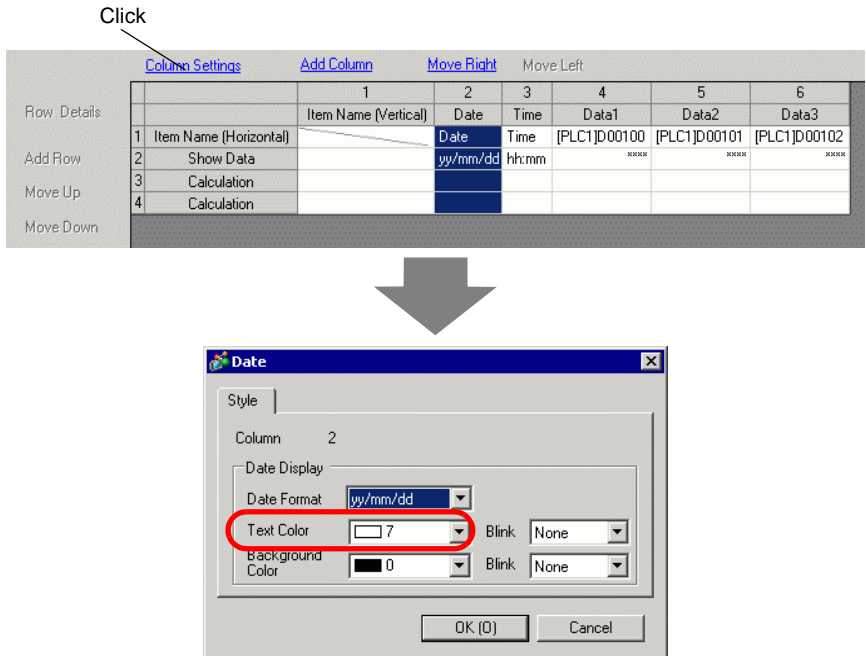 Click
Column Settings Add Column Move Right Move Left
1 2 3 4 5 6
Row Details Item Name (Vertical) Date Time Data1 Data2 Data3
1 Item Name (Horizontal) Date Time [PLC1]D00100 [PLC1]D00101 [PLC1]D00102
Add Row 2 Show Data yy/mm/dd hh:mm xxxx xxxx xxxx
3 Calculation
Move Up
4 Calculation
Move Down
Date
Style
Column 2
Date Display
Date Format yy/mm/dd
Text Color 7 Blink None
Background
Color 0 Blink None
OK (O) Cancel